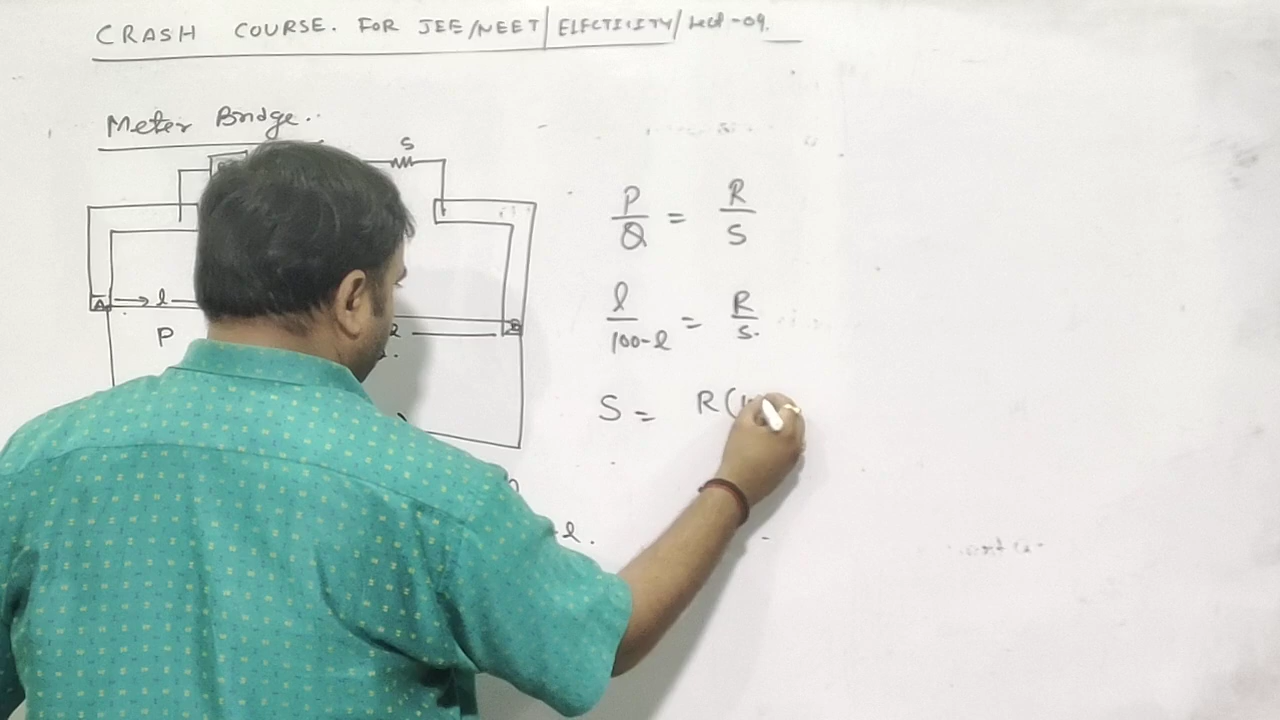 CRASH COURSE. FOR JEE/NEET/ELECTICITY/Lect-09.
Meter Bridge..
S
A → l
B
P
P/Q = R/S
l/100-l = R/S.
S = R(
-l.